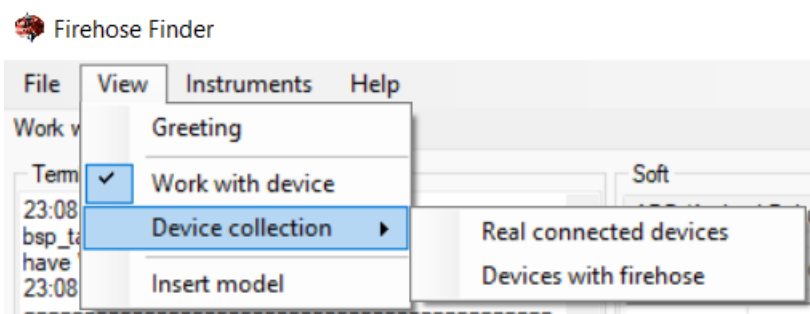 Firehose Finder
File View Instruments Help
Work
Greeting
Work with device
Soft
23:08
Device collection
Real connected devices
have
Devices with firehose
23:08
Insert model